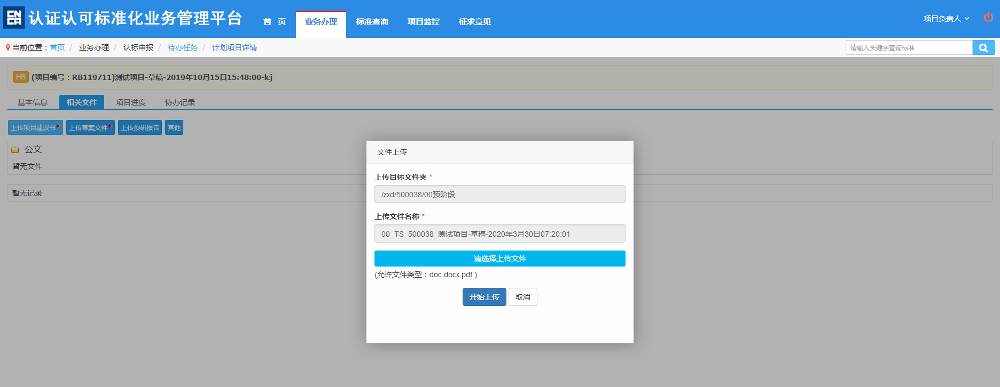 CNCA 认证认可标准化业务管理平台
首 页 业务办理 标准查询 项目监控 征求意见 项目负责人
当前位置：首页 / 业务办理 / 认标申报 / 待办任务 / 计划项目详情 请输入关键字查询标准
HB (项目编号：RB119711)测试项目-草稿-2019年10月15日15:48:00-lcj
基本信息 相关文件 项目进度 协办记录
上传项目建议书* 上传草案文件* 上传预研报告 其他
公文
暂无文件
暂无记录
文件上传
上传目标文件夹 *
/zxd/500038/00预阶段
上传文件名称 *
00_TS_500038_测试项目-草稿-2020年3月30日07:20:01
请选择上传文件
(允许文件类型：doc,docx,pdf )
开始上传 取消